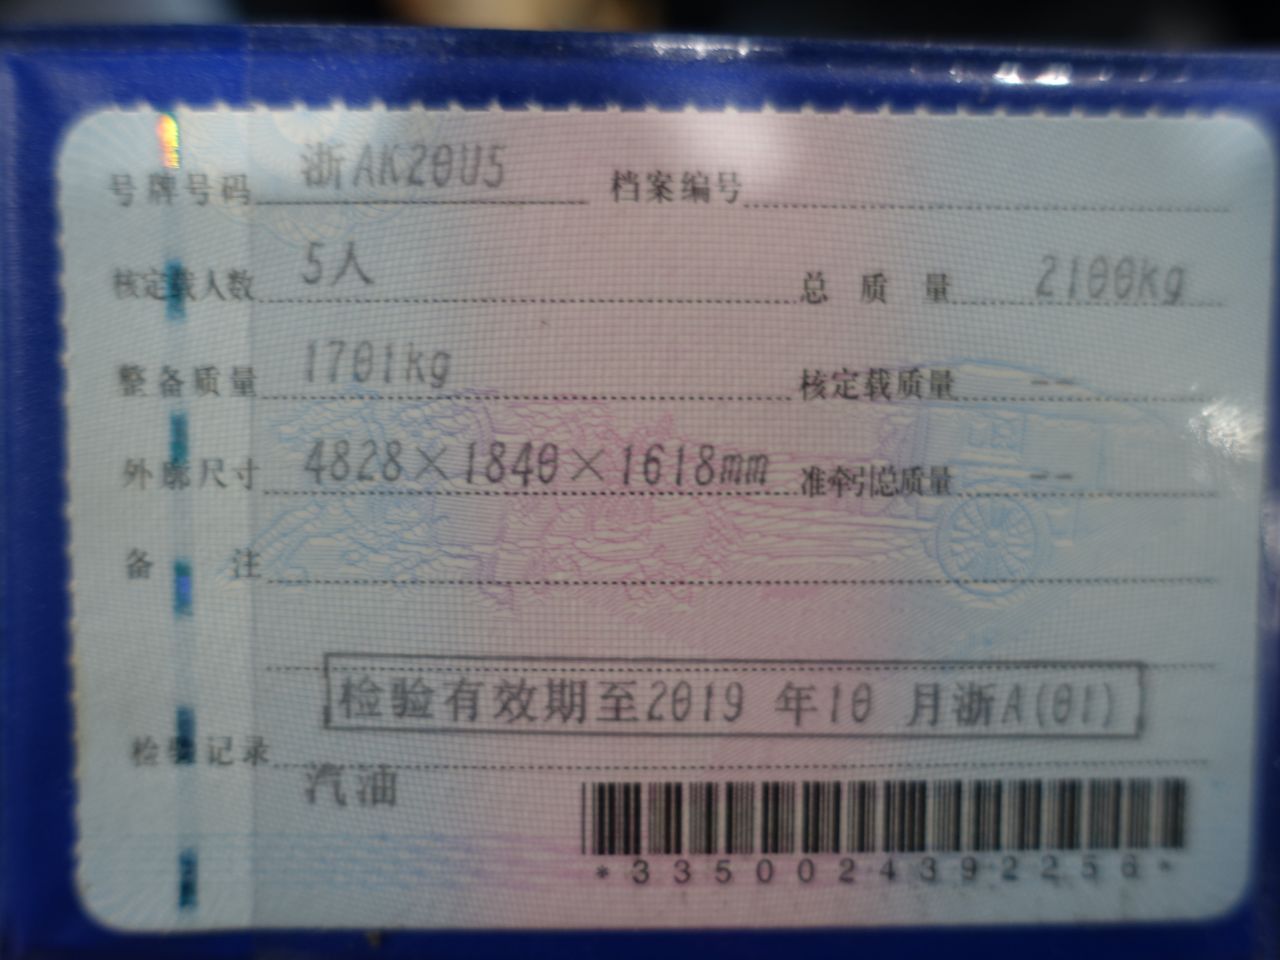 号牌号码 浙AK20U5 档案编号
核定载人数 5人 总质量 2100kg
整备质量 1701kg 核定载质量 --
外廓尺寸 4828×1840×1618mm 准牵引总质量 --
备注
检验有效期至2019 年10 月浙A(01)
检验记录
汽油
*3350024392256*